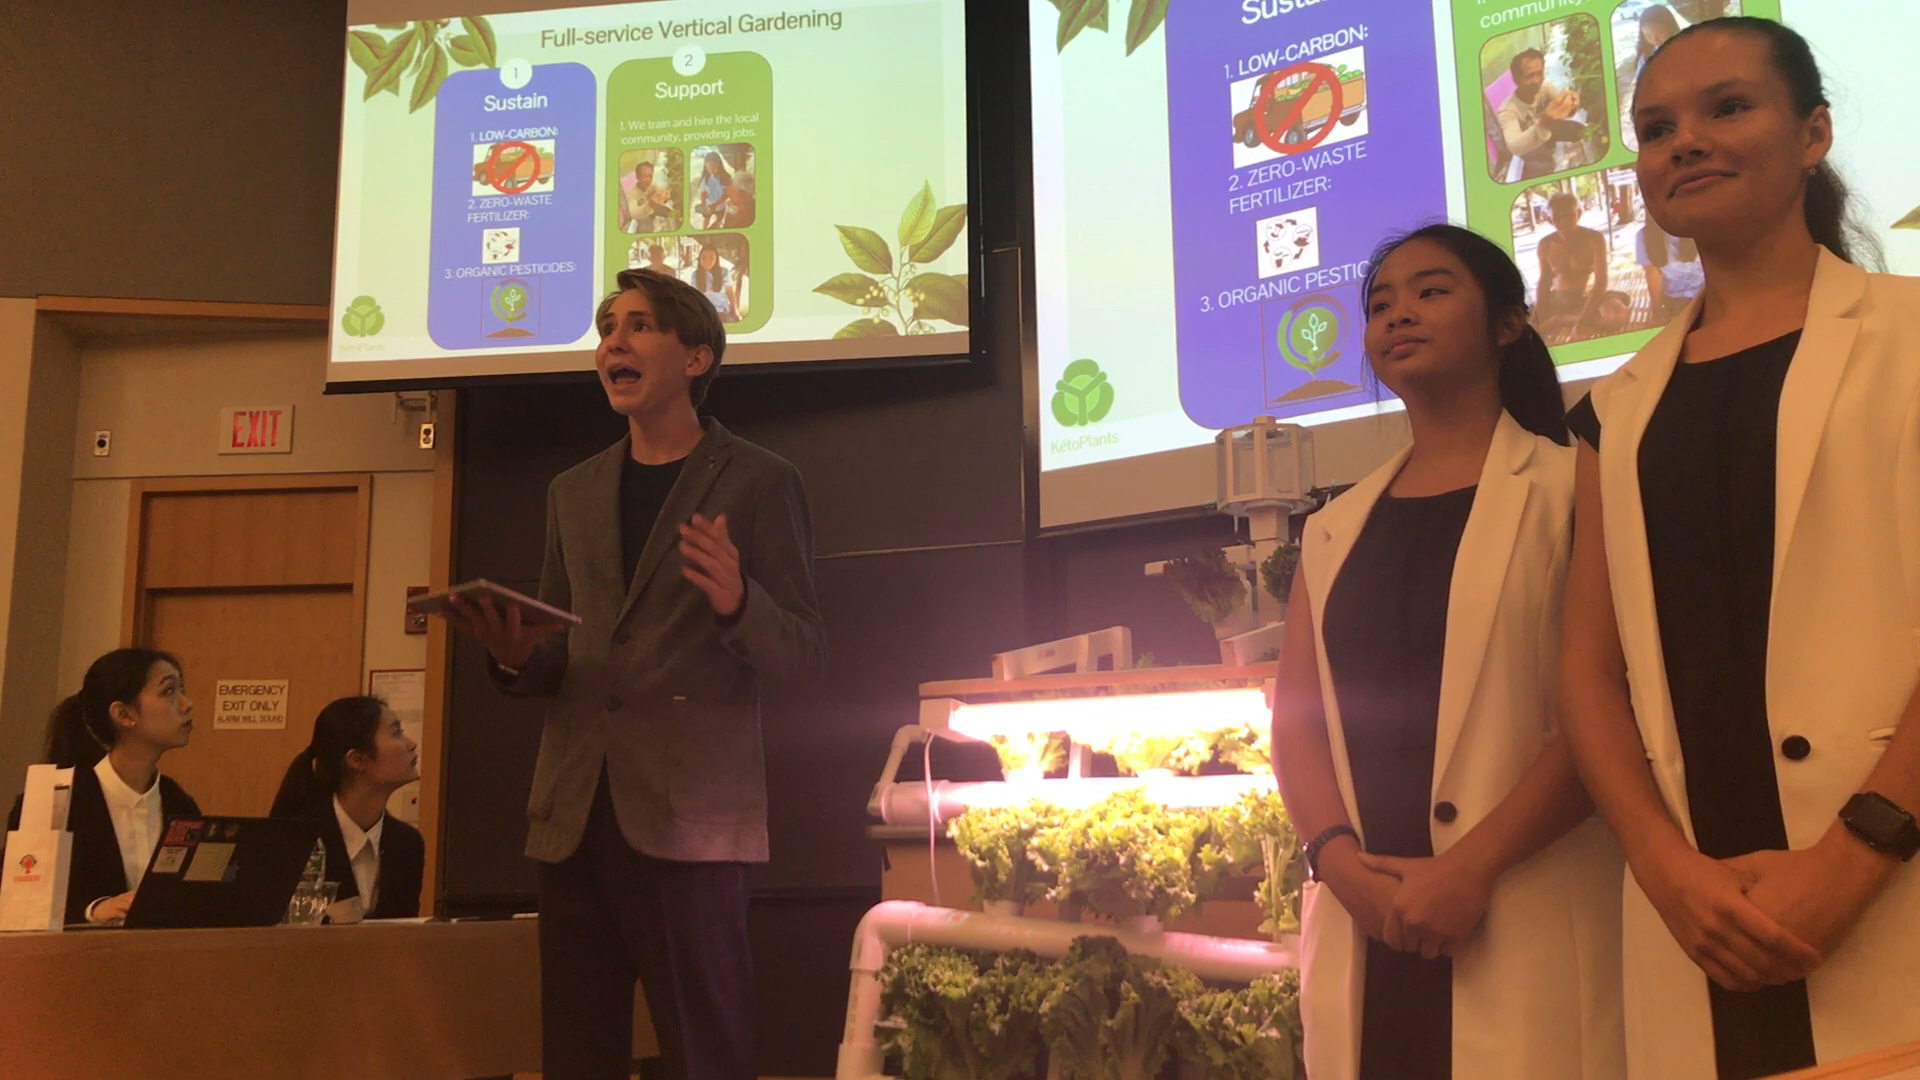 Full-service Vertical Gardening
1
Sustain
1. LOW-CARBON:
2. ZERO-WASTE
FERTILIZER:
3. ORGANIC PESTICIDES:
2
Support
1. We train and hire the local
community, providing jobs.
KetoPlants
1. LOW-CARBON:
2. ZERO-WASTE
FERTILIZER:
3. ORGANIC
community,
KetoPlants
EXIT
EMERGENCY
EXIT ONLY
ALARM WILL SOUND